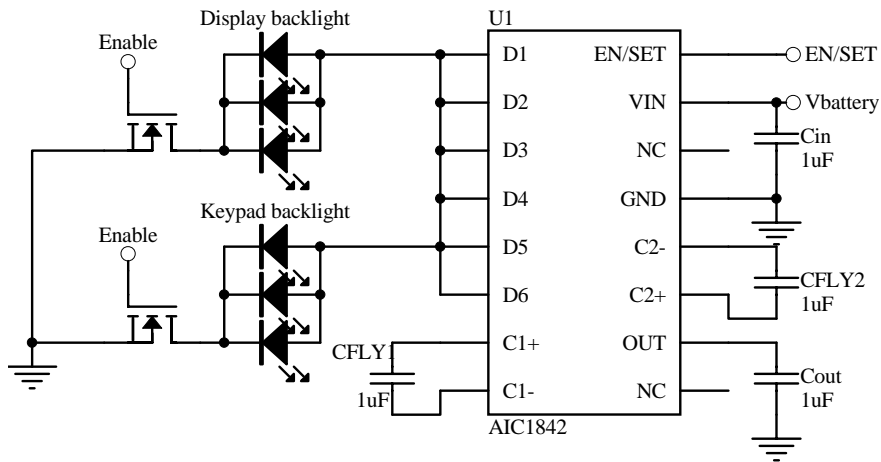 Display backlight
Enable
U1
D1
EN/SET
EN/SET
D2
VIN
Vbattery
D3
NC
Cin
1uF
D4
GND
Keypad backlight
Enable
D5
C2-
D6
C2+
CFLY2
1uF
CFLY1
1uF
C1+
OUT
C1-
NC
Cout
1uF
AIC1842